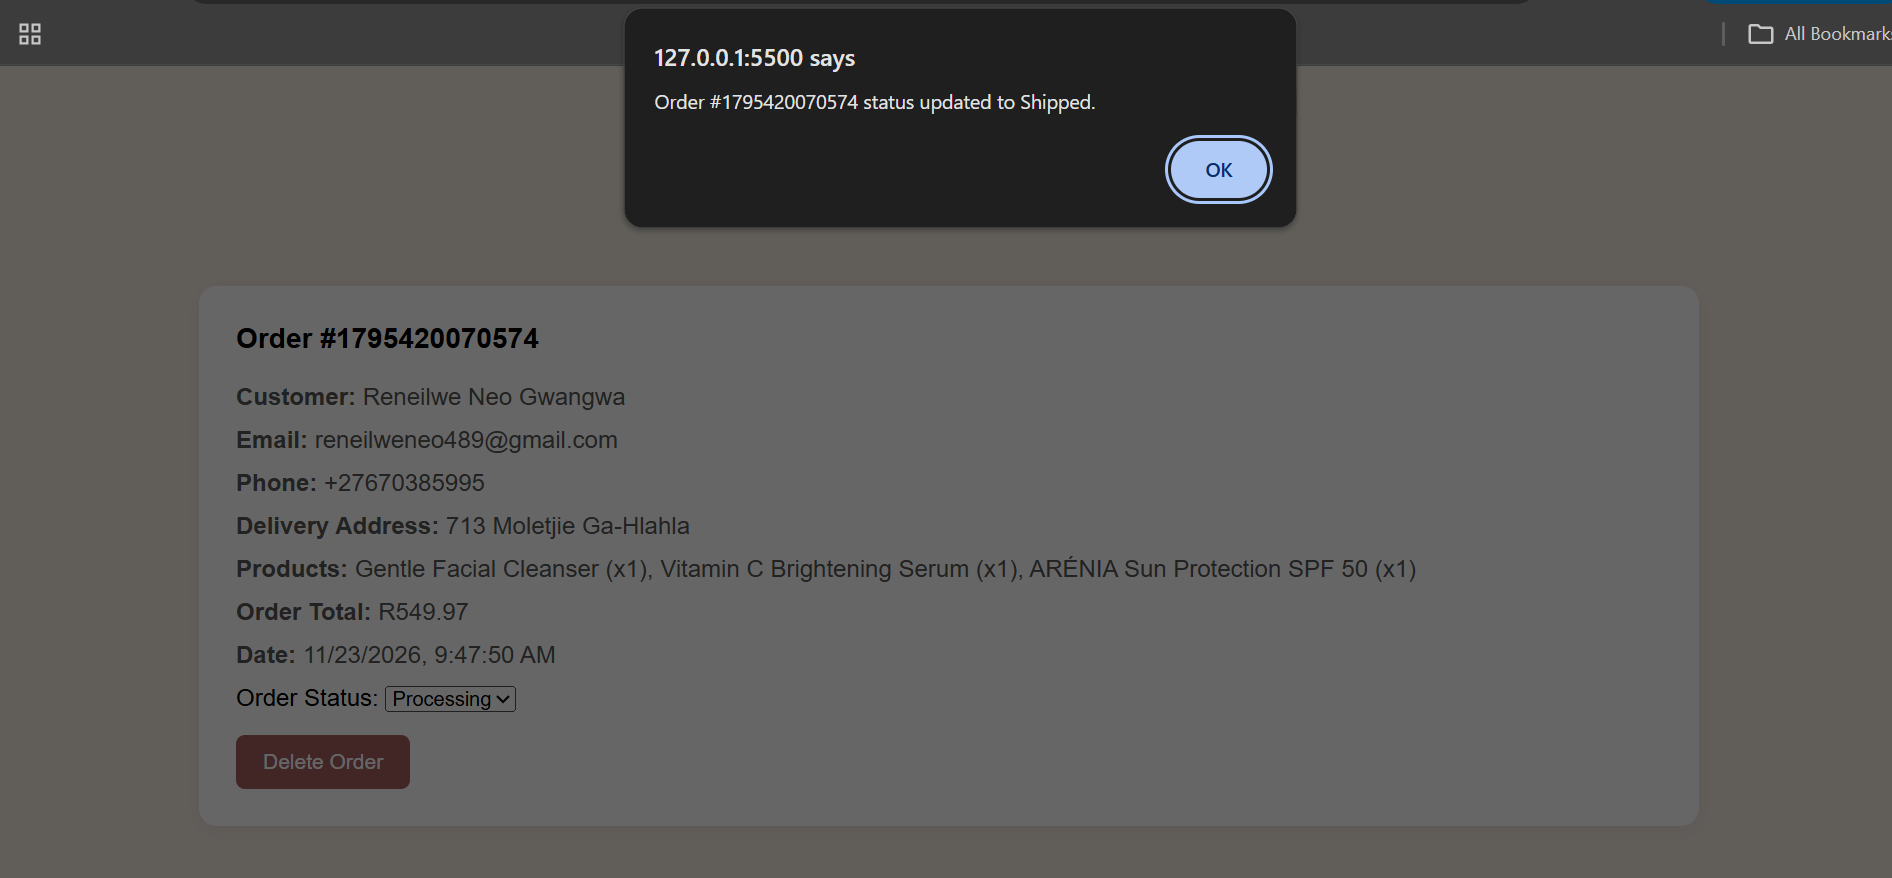 All Bookmarks
127.0.0.1:5500 says
Order #1795420070574 status updated to Shipped.
OK
Order #1795420070574
Customer: Reneilwe Neo Gwangwa
Email: reneilweneo489@gmail.com
Phone: +27670385995
Delivery Address: 713 Moletjie Ga-Hlahla
Products: Gentle Facial Cleanser (x1), Vitamin C Brightening Serum (x1), ARÉNIA Sun Protection SPF 50 (x1)
Order Total: R549.97
Date: 11/23/2026, 9:47:50 AM
Order Status: Processing
Delete Order